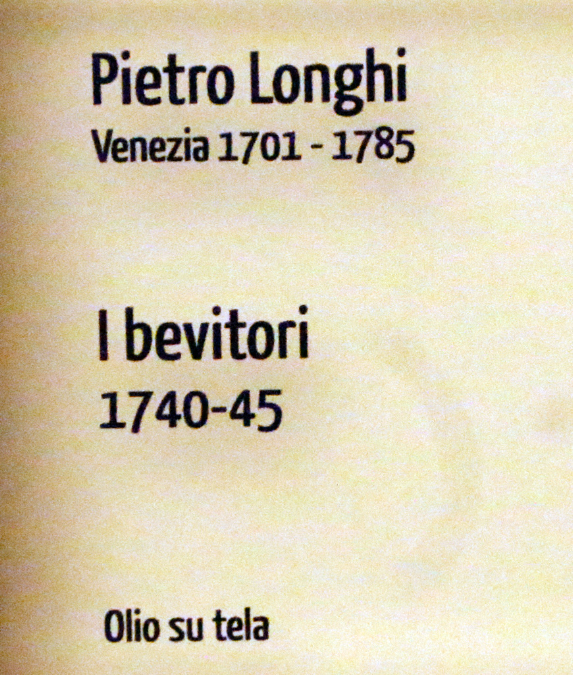 Pietro Longhi
Venezia 1701 - 1785
I bevitori
1740-45
Olio su tela